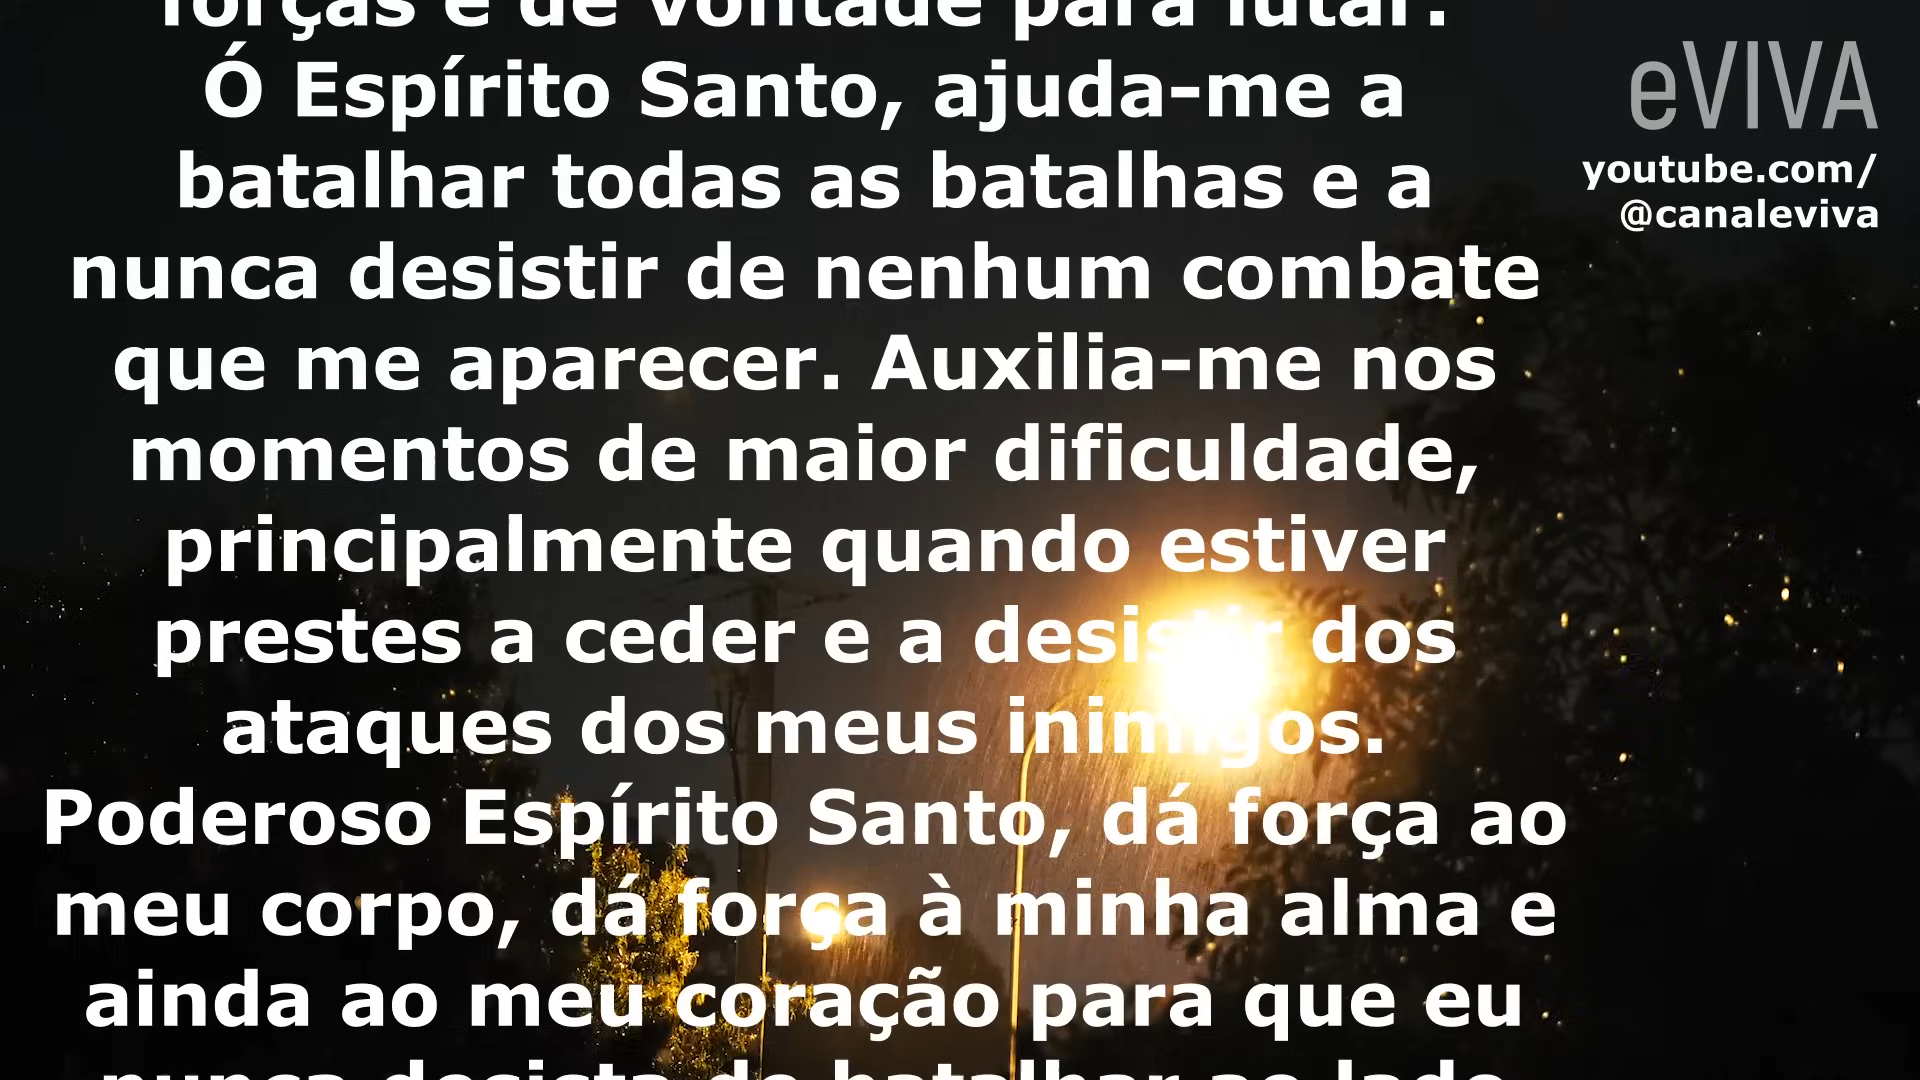 forças e de vontade para lutar.
Ó Espírito Santo, ajuda-me a
batalhar todas as batalhas e a
nunca desistir de nenhum combate
que me aparecer. Auxilia-me nos
momentos de maior dificuldade,
principalmente quando estiver
prestes a ceder e a desistir dos
ataques dos meus inimigos.
Poderoso Espírito Santo, dá força ao
meu corpo, dá força à minha alma e
ainda ao meu coração para que eu
nunca desista de batalhar ao lado
eVIVA
youtube.com/
@canaleviva